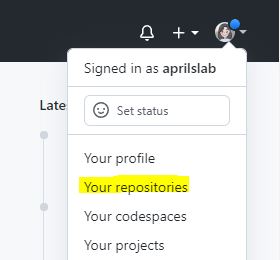 Signed in as aprilslab
Late
Set status
Your profile
Your repositories
Your codespaces
Your projects